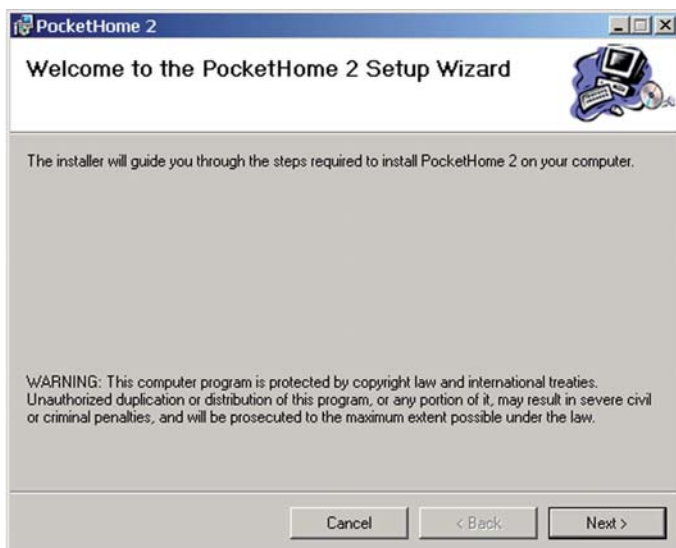 PocketHome 2
Welcome to the PocketHome 2 Setup Wizard
The installer will guide you through the steps required to install PocketHome 2 on your computer.
WARNING: This computer program is protected by copyright law and international treaties.
Unauthorized duplication or distribution of this program, or any portion of it, may result in severe civil
or criminal penalties, and will be prosecuted to the maximum extent possible under the law.
Cancel
< Back
Next >